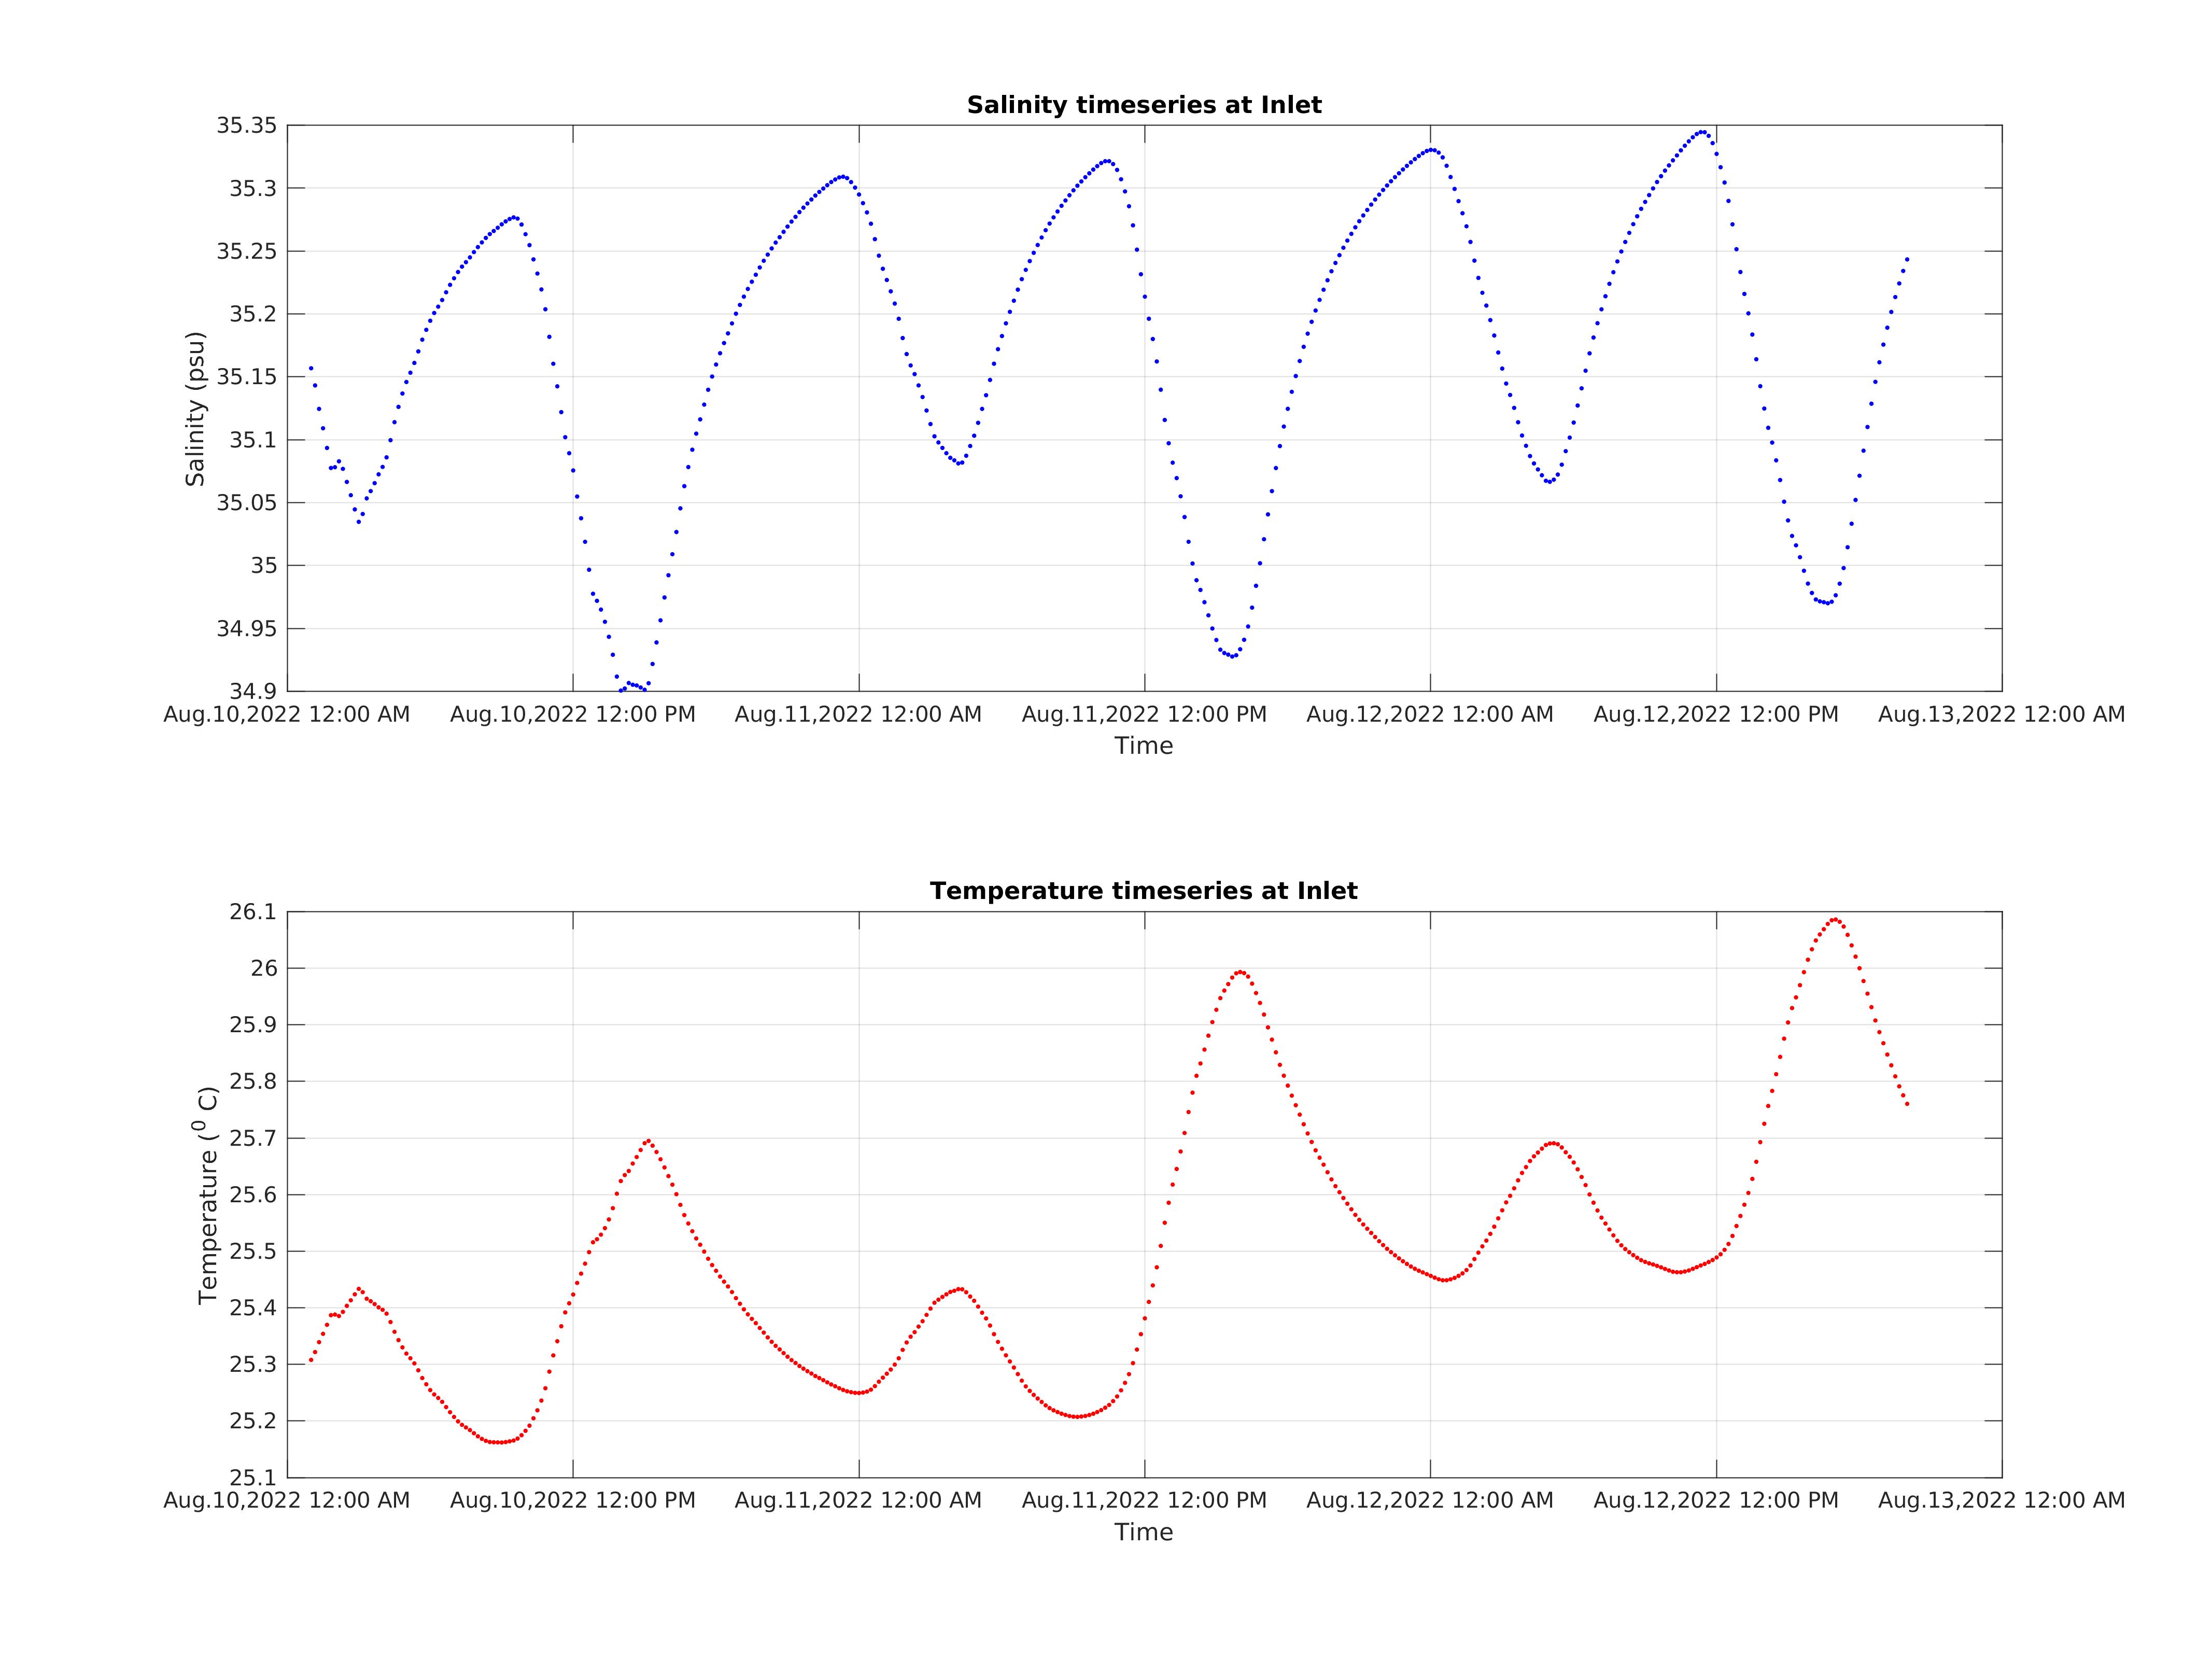 Salinity timeseries at Inlet
35.35
35.3
35.25
35.2
35.15
35.1
35.05
35
34.95
34.9
Salinity (psu)
Aug.10,2022 12:00 AM Aug.10,2022 12:00 PM Aug.11,2022 12:00 AM Aug.11,2022 12:00 PM Aug.12,2022 12:00 AM Aug.12,2022 12:00 PM Aug.13,2022 12:00 AM
Time
Temperature timeseries at Inlet
26.1
26
25.9
25.8
25.7
25.6
25.5
25.4
25.3
25.2
25.1
Temperature (⁰ C)
Aug.10,2022 12:00 AM Aug.10,2022 12:00 PM Aug.11,2022 12:00 AM Aug.11,2022 12:00 PM Aug.12,2022 12:00 AM Aug.12,2022 12:00 PM Aug.13,2022 12:00 AM
Time